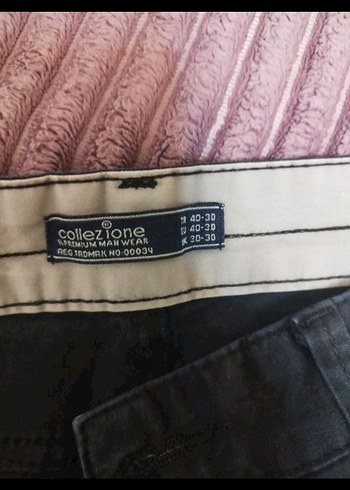 ®
collezione
PREMIUM MAN WEAR
REG TRDMRK NO:00034
40-30
40-30
30-30